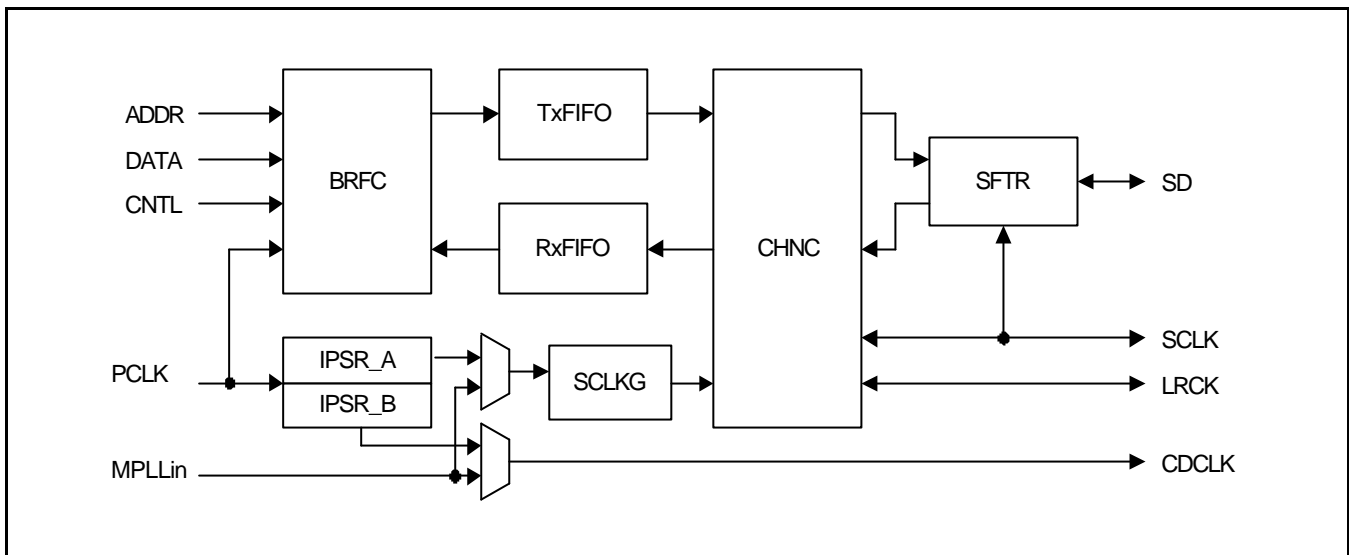 ADDR
DATA
CNTL
BRFC
TxFIFO
RxFIFO
CHNC
SFTR
SD
PCLK
IPSR_A
IPSR_B
SCLKG
SCLK
LRCK
MPLLin
CDCLK